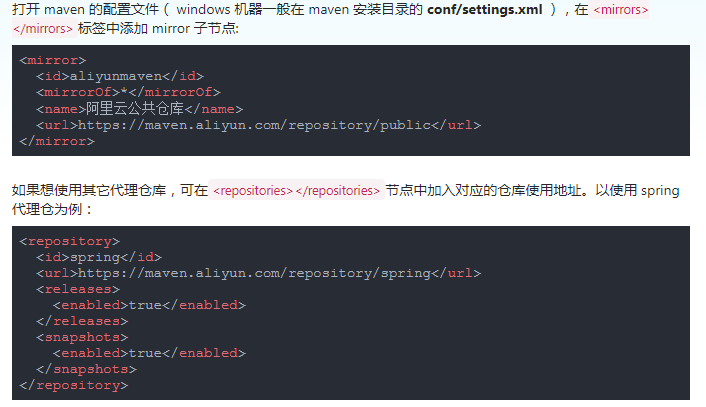 打开 maven 的配置文件（ windows 机器一般在 maven 安装目录的 conf/settings.xml ），在 <mirrors>
</mirrors> 标签中添加 mirror 子节点:
<mirror>
  <id>aliyunmaven</id>
  <mirrorOf>*</mirrorOf>
  <name>阿里云公共仓库</name>
  <url>https://maven.aliyun.com/repository/public</url>
</mirror>
如果想使用其它代理仓库，可在 <repositories></repositories> 节点中加入对应的仓库使用地址。以使用 spring
代理仓为例：
<repository>
  <id>spring</id>
  <url>https://maven.aliyun.com/repository/spring</url>
  <releases>
    <enabled>true</enabled>
  </releases>
  <snapshots>
    <enabled>true</enabled>
  </snapshots>
</repository>